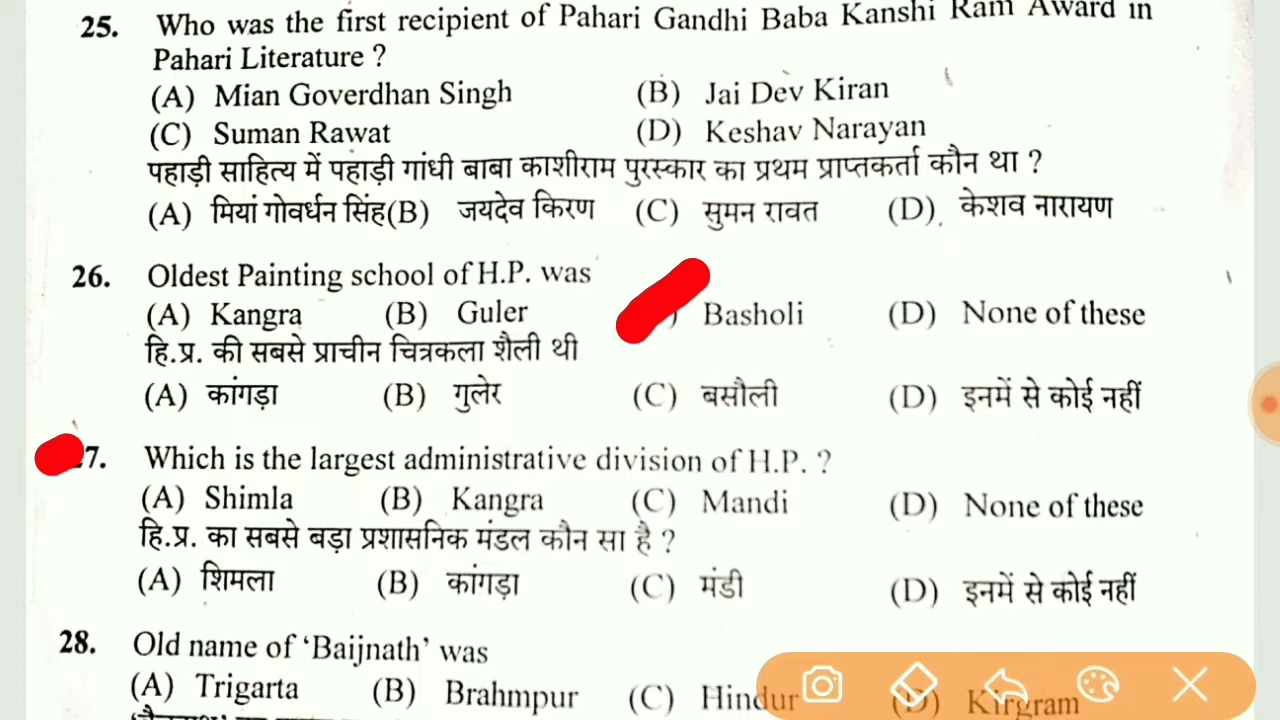 25. Who was the first recipient of Pahari Gandhi Baba Kanshi Ram Award in
Pahari Literature ?
(A) Mian Goverdhan Singh (B) Jai Dev Kiran
(C) Suman Rawat (D) Keshav Narayan
पहाड़ी साहित्य में पहाड़ी गांधी बाबा काशीराम पुरस्कार का प्रथम प्राप्तकर्ता कौन था ?
(A) मियां गोवर्धन सिंह (B) जयदेव किरण (C) सुमन रावत (D) केशव नारायण
26. Oldest Painting school of H.P. was
(A) Kangra (B) Guler ) Basholi (D) None of these
हि.प्र. की सबसे प्राचीन चित्रकला शैली थी
(A) कांगड़ा (B) गुलेर (C) बसौली (D) इनमें से कोई नहीं
7. Which is the largest administrative division of H.P. ?
(A) Shimla (B) Kangra (C) Mandi (D) None of these
हि.प्र. का सबसे बड़ा प्रशासनिक मंडल कौन सा है ?
(A) शिमला (B) कांगड़ा (C) मंडी (D) इनमें से कोई नहीं
28. Old name of ‘Baijnath’ was
(A) Trigarta (B) Brahmpur (C) Hindur (D) Kirgram